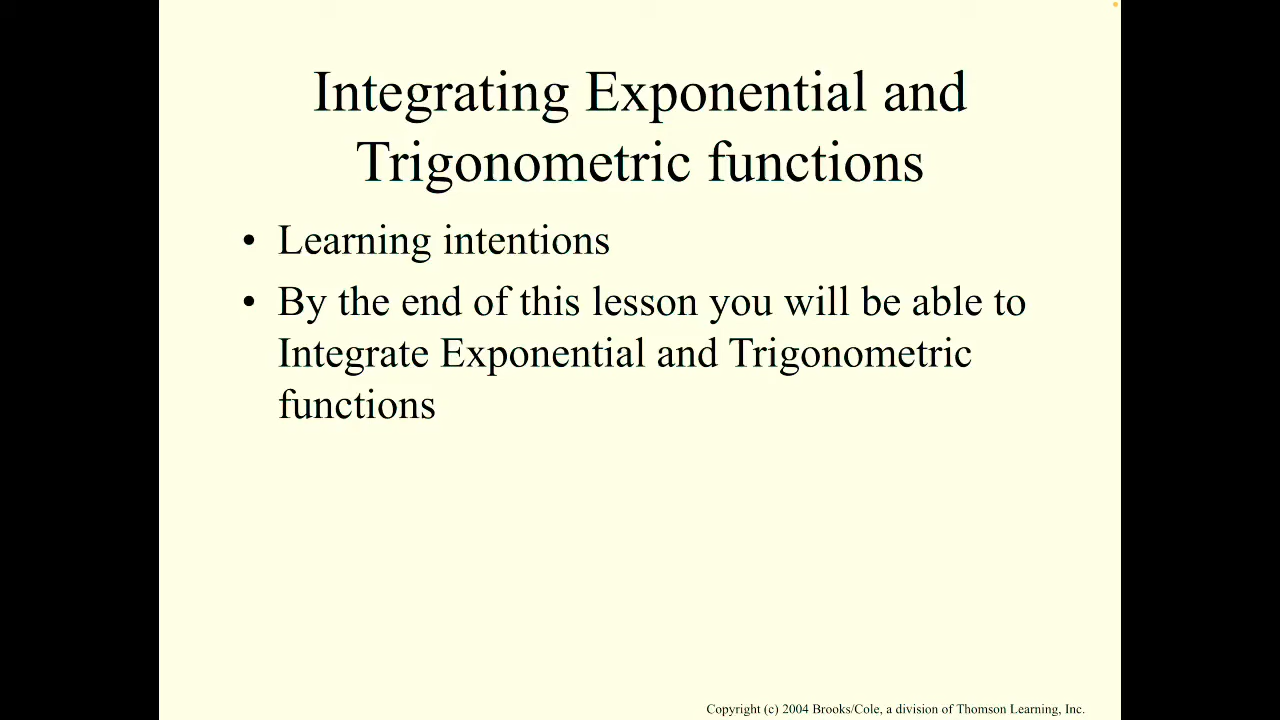 Integrating Exponential and
Trigonometric functions
• Learning intentions
• By the end of this lesson you will be able to
Integrate Exponential and Trigonometric
functions
Copyright (c) 2004 Brooks/Cole, a division of Thomson Learning, Inc.